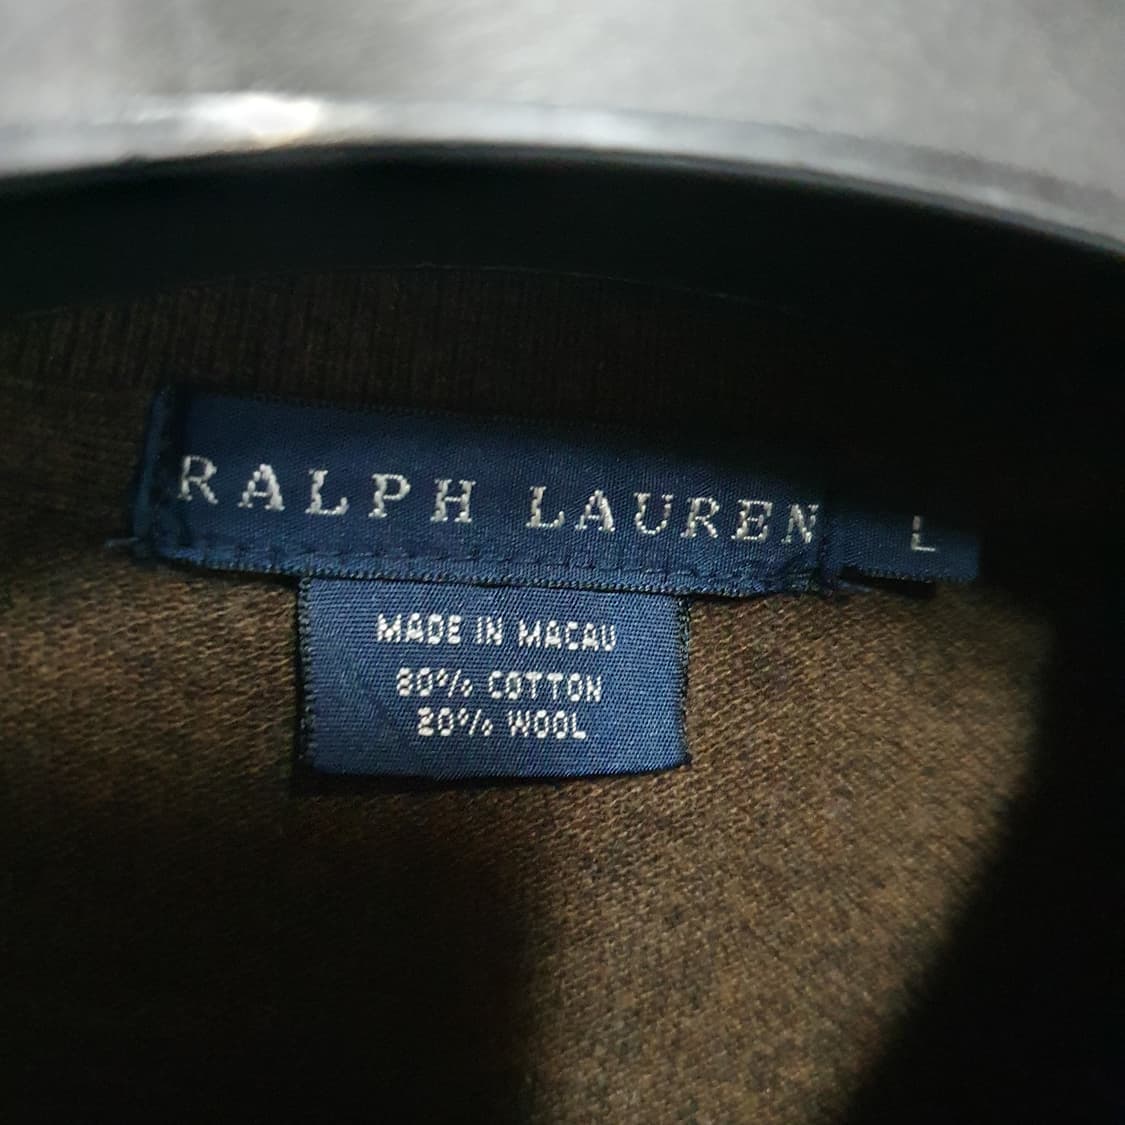 RALPH LAUREN L
MADE IN MACAU
80% COTTON
20% WOOL